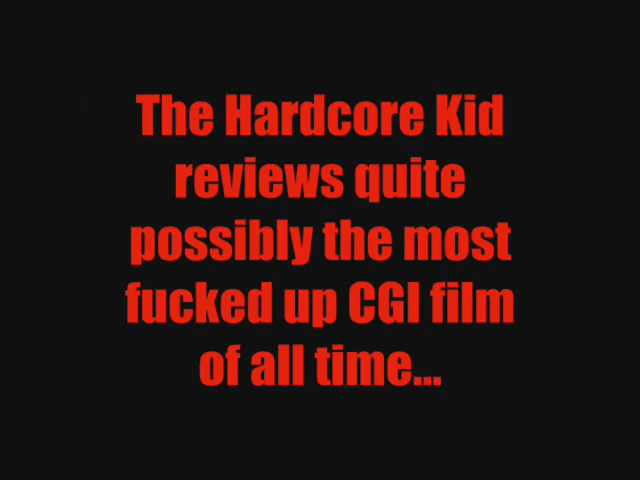 The Hardcore Kid
reviews quite
possibly the most
fucked up CGI film
of all time...